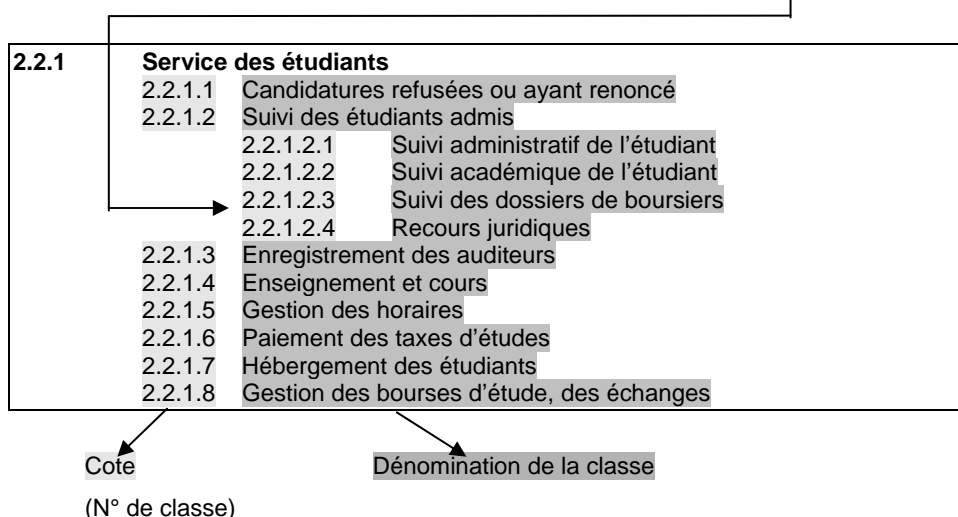 2.2.1 Service des étudiants
2.2.1.1 Candidatures refusées ou ayant renoncé
2.2.1.2 Suivi des étudiants admis
2.2.1.2.1 Suivi administratif de l’étudiant
2.2.1.2.2 Suivi académique de l’étudiant
2.2.1.2.3 Suivi des dossiers de boursiers
2.2.1.2.4 Recours juridiques
2.2.1.3 Enregistrement des auditeurs
2.2.1.4 Enseignement et cours
2.2.1.5 Gestion des horaires
2.2.1.6 Paiement des taxes d’études
2.2.1.7 Hébergement des étudiants
2.2.1.8 Gestion des bourses d’étude, des échanges
Cote Dénomination de la classe
(N° de classe)